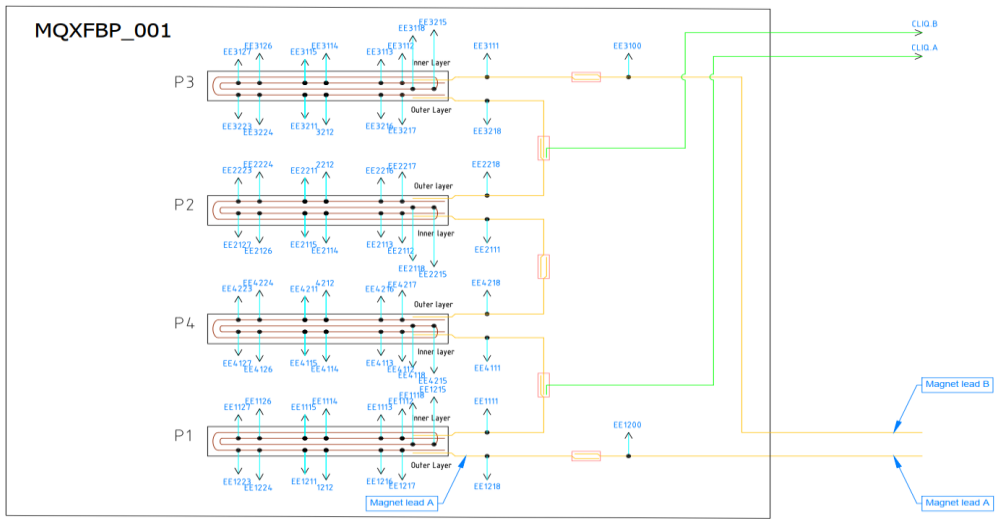 MQXFBP_001
CLIQ.B
CLIQ.A
EE3118 EE3215
EE3127 EE3126 EE3115 EE3114 EE3113 EE3112 EE3111 EE3100
Inner Layer
P3
Outer Layer
EE3223 EE3224 EE3211 3212 EE3216 EE3217 EE3218
EE2223 EE2224 EE2211 2212 EE2216 EE2217 EE2218
Outer Layer
P2
Inner Layer
EE2127 EE2126 EE2115 EE2114 EE2113 EE2112 EE2111
EE2118 EE2215
EE4223 EE4224 EE4211 4212 EE4216 EE4217 EE4218
Outer Layer
P4
Inner Layer
EE4127 EE4126 EE4115 EE4114 EE4113 EE4112 EE4111
EE4118 EE4215
Magnet lead B
EE1118 EE1215
EE1127 EE1126 EE1115 EE1114 EE1113 EE1112 EE1111
Inner Layer
EE1200
P1
Outer Layer
EE1223 EE1224 EE1211 1212 EE1216 EE1217 EE1218
Magnet lead A
Magnet lead A